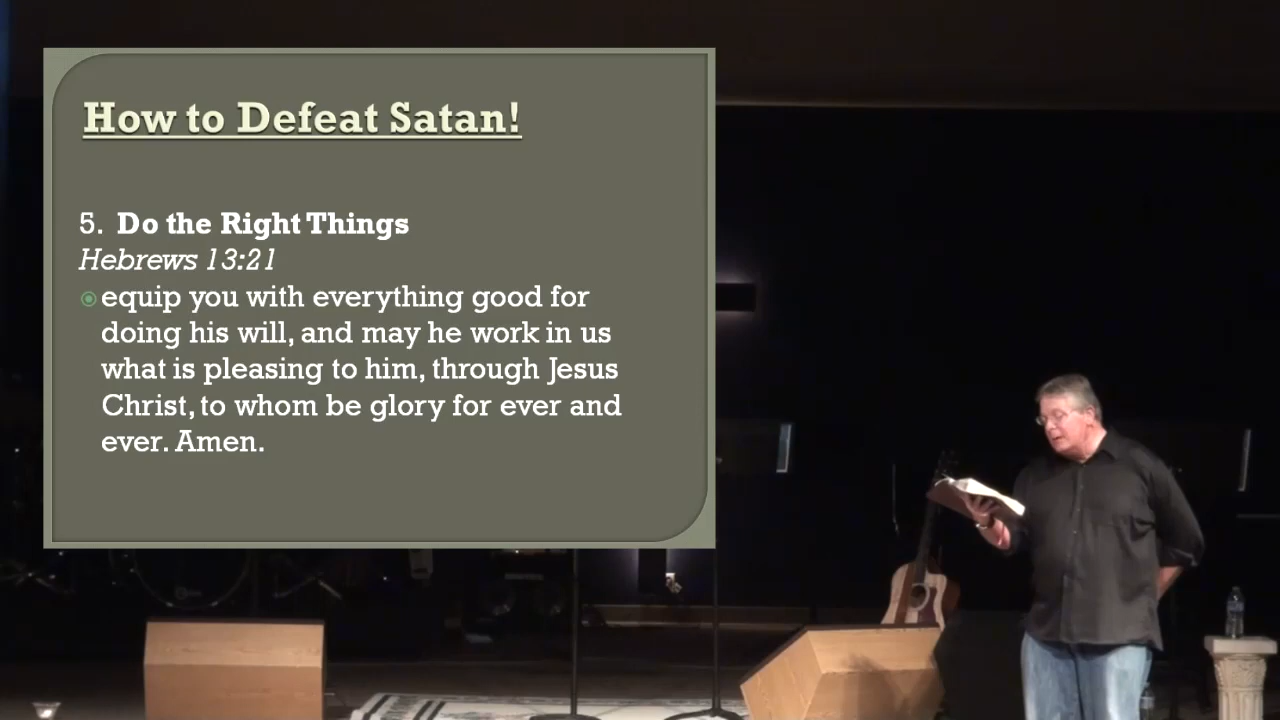 How to Defeat Satan!
5. Do the Right Things
Hebrews 13:21
equip you with everything good for
doing his will, and may he work in us
what is pleasing to him, through Jesus
Christ, to whom be glory for ever and
ever. Amen.